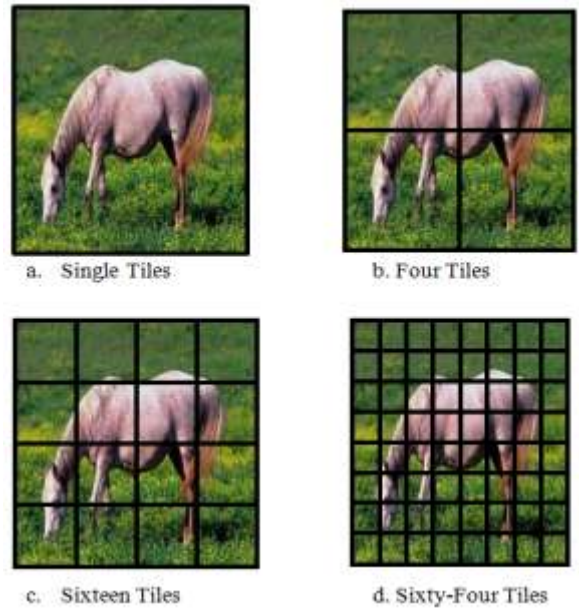 a. Single Tiles
b. Four Tiles
c. Sixteen Tiles
d. Sixty-Four Tiles